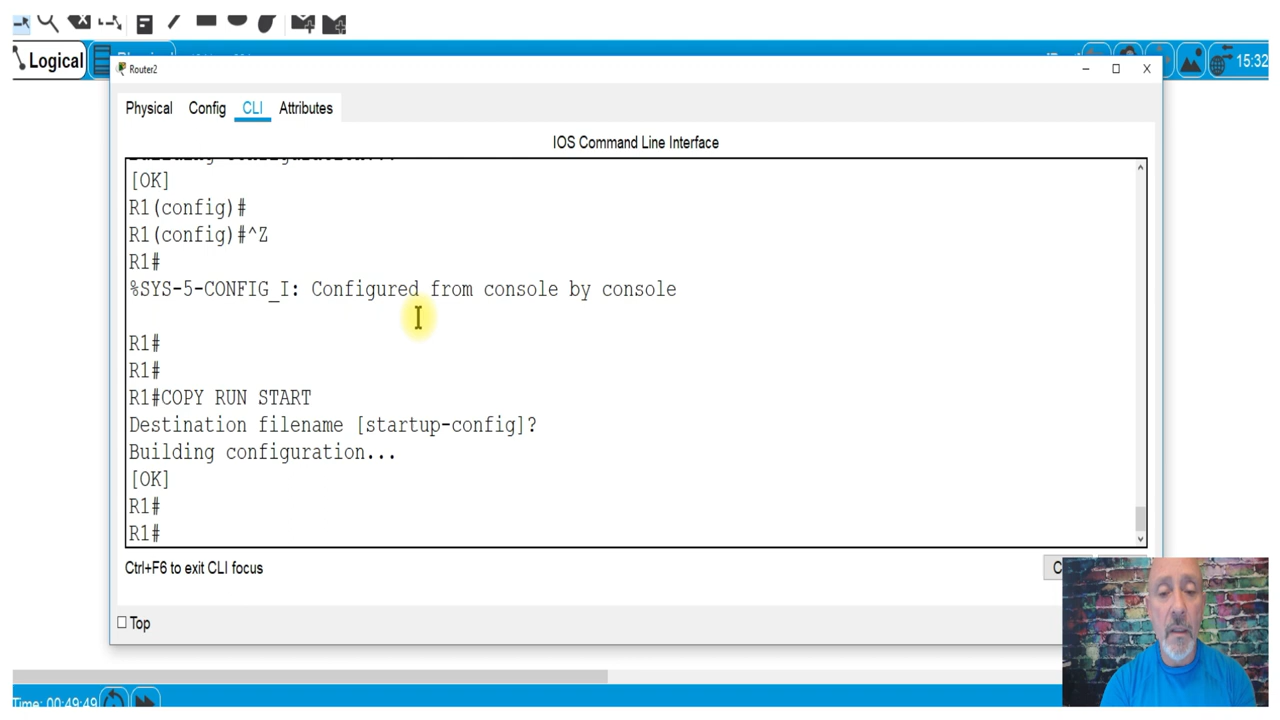 Logical
15:32
Router2
Physical Config CLI Attributes
IOS Command Line Interface
[OK]
R1(config)#
R1(config)#^Z
R1#
%SYS-5-CONFIG_I: Configured from console by console
R1#
R1#
R1#COPY RUN START
Destination filename [startup-config]?
Building configuration...
[OK]
R1#
R1#
Ctrl+F6 to exit CLI focus
Top
Time: 00:49:49